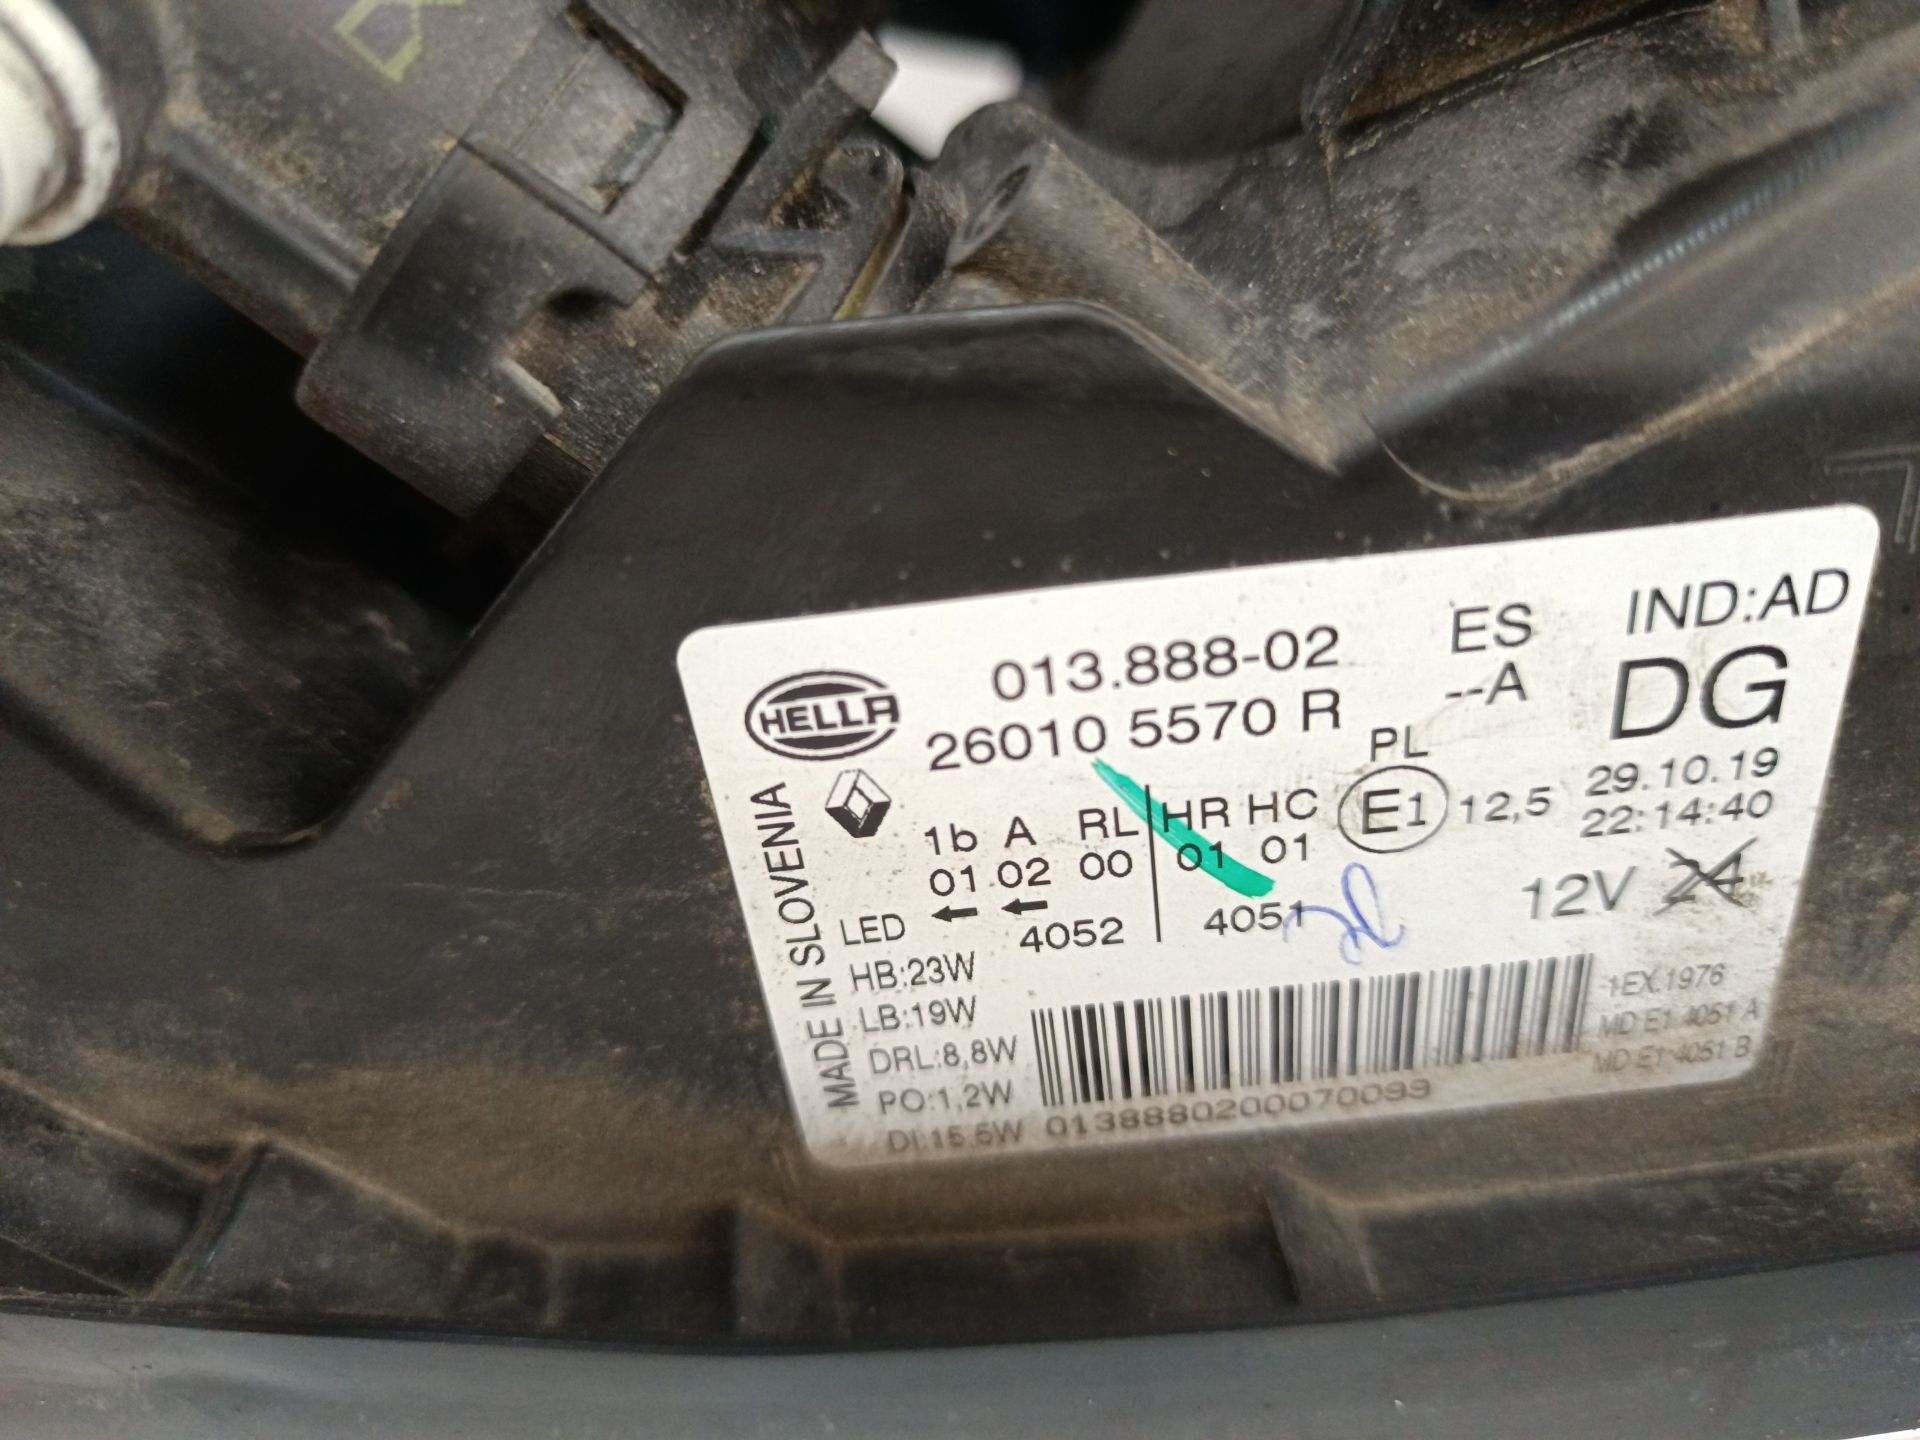 HELLA
013.888-02
ES
IND:AD
26010 5570 R
--A
DG
PL
29.10.19
22:14:40
MADE IN SLOVENIA
1b A RL HR HC
01 02 00 01 01
E1 12,5
12V 24
LED
4052
4051
HB:23W
LB:19W
DRL:8,8W
PO:1,2W
DI:15,5W
1EX.1976
MD E1 4051 A
MD E1 4051 B
0138880200070099